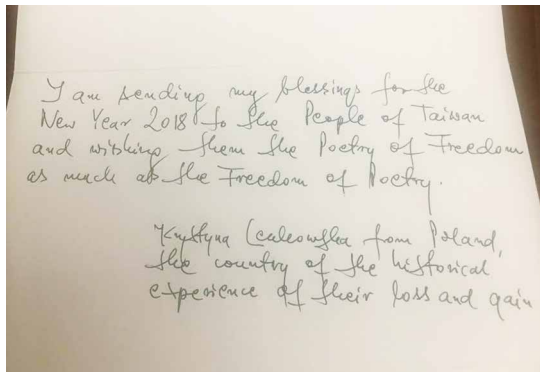 I am sending my blessings for the
New Year 2018 to the People of Taiwan
and wishing them the Poetry of Freedom
as much as the Freedom of Poetry.
Krystyna from Poland,
the country of the historical
experience of their loss and gain